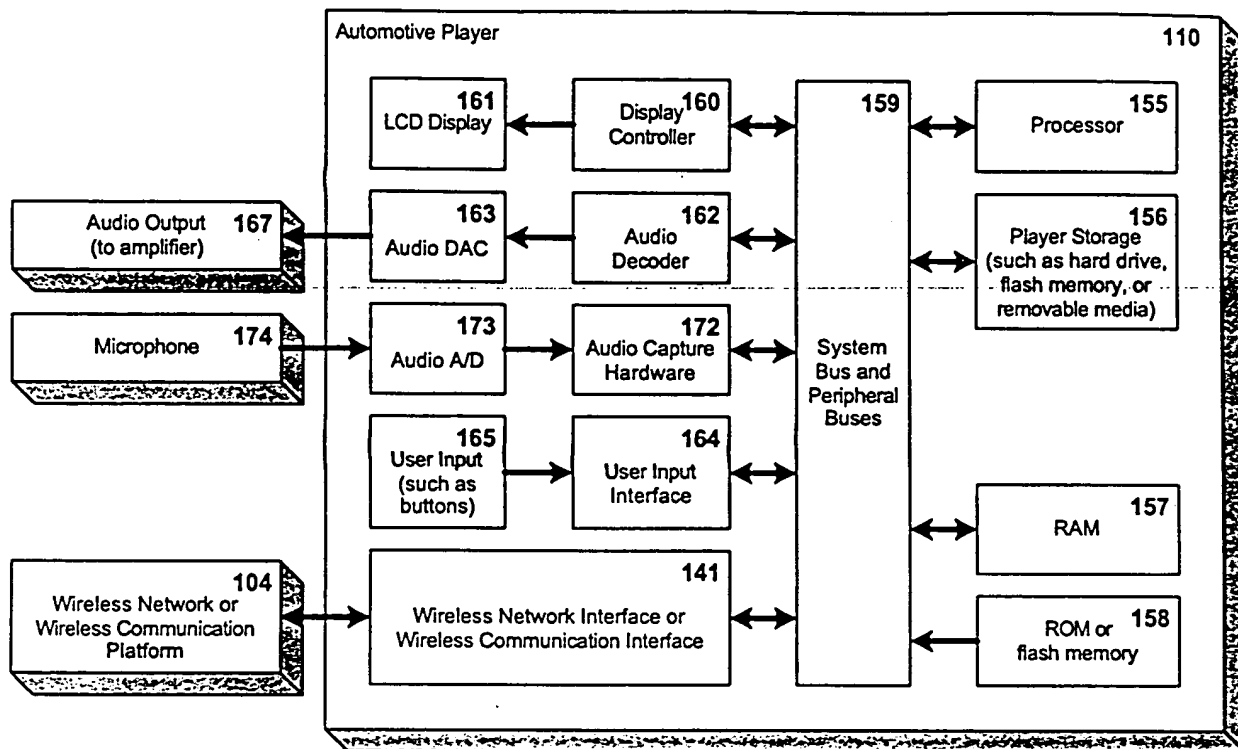 Automotive Player
110
161
LCD Display
160
Display
Controller
159
155
Processor
167
Audio Output
(to amplifier)
163
Audio DAC
162
Audio
Decoder
156
Player Storage
(such as hard drive,
flash memory, or
removable media)
174
Microphone
173
Audio A/D
172
Audio Capture
Hardware
System
Bus and
Peripheral
Buses
165
User Input
(such as
buttons)
164
User Input
Interface
157
RAM
104
Wireless Network or
Wireless Communication
Platform
141
Wireless Network Interface or
Wireless Communication Interface
158
ROM or
flash memory